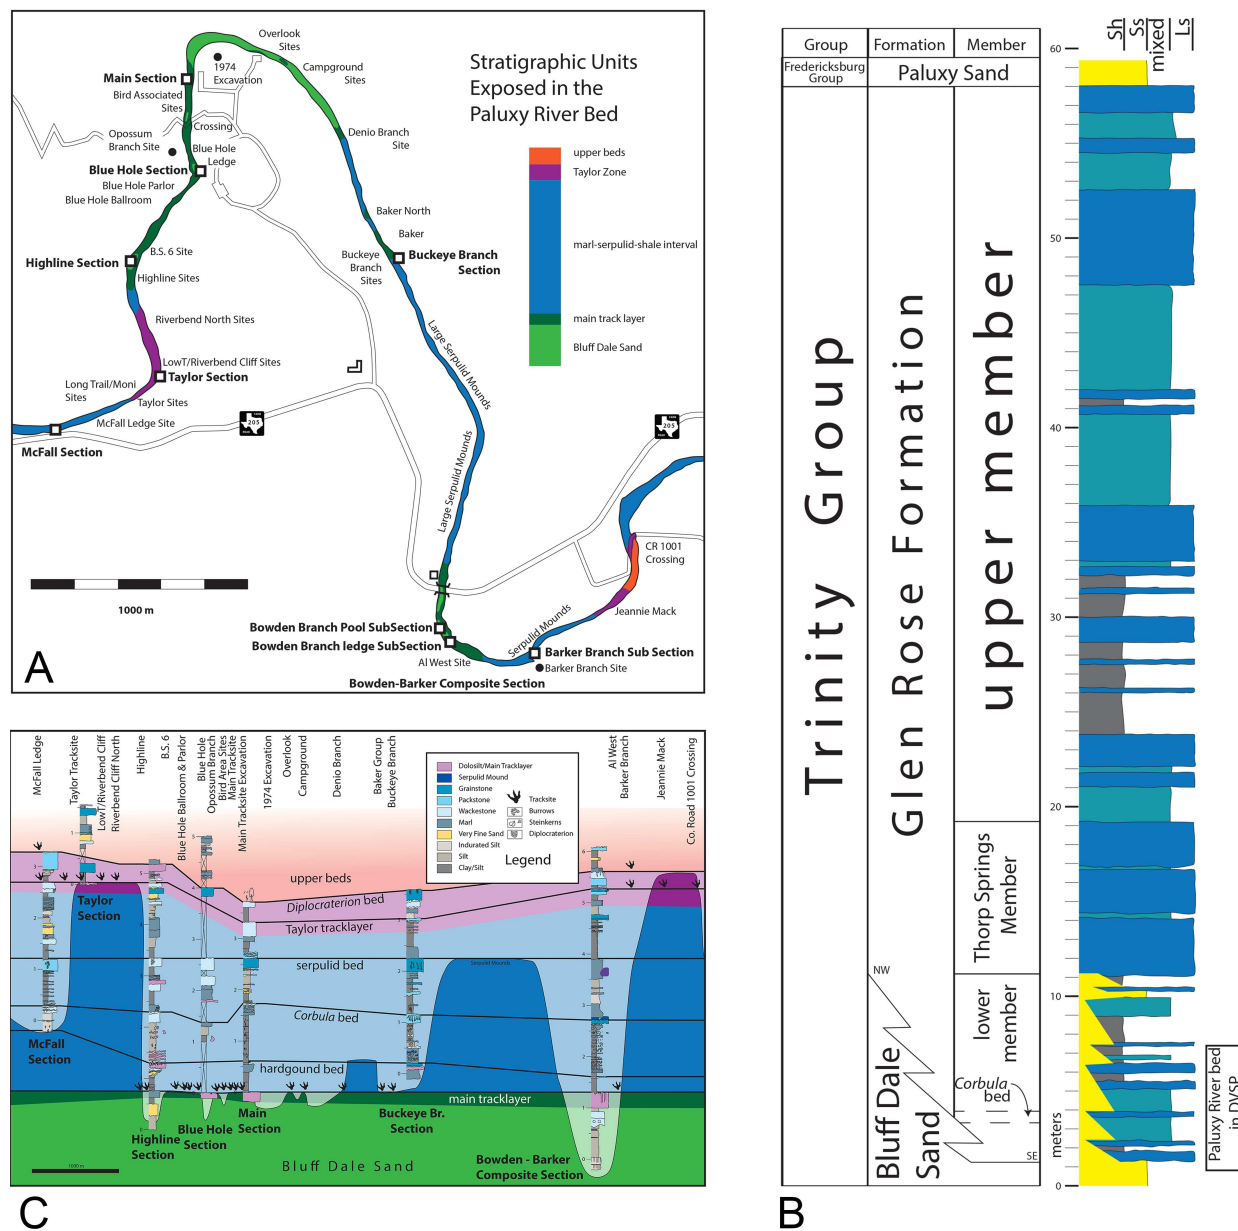 Overlook
Sites
1974
Excavation
Campground
Sites
Main Section
Bird Associated
Sites
Crossing
Opossum
Branch Site
Blue Hole
Ledge
Denio Branch
Site
Blue Hole Section
Blue Hole Parlor
Blue Hole Ballroom
Baker North
Baker
B.S. 6 Site
Highline Section
Highline Sites
Buckeye
Branch
Sites
Buckeye Branch
Section
Riverbend North Sites
Large Serpulid Mounds
LowT/Riverbend Cliff Sites
Taylor Section
Long Trail/Moni
Sites
Taylor Sites
McFall Ledge Site
McFall Section
205
205
Large Serpulid Mounds
CR 1001
Crossing
1000 m
Jeannie Mack
Serpulid Mounds
Bowden Branch Pool SubSection
Bowden Branch ledge SubSection
Al West Site
Barker Branch Sub Section
Barker Branch Site
Bowden-Barker Composite Section
Stratigraphic Units
Exposed in the
Paluxy River Bed
upper beds
Taylor Zone
marl-serpulid-shale interval
main track layer
Bluff Dale Sand
A
Group
Formation
Member
Fredericksburg
Group
Paluxy Sand
Trinity Group
Glen Rose Formation
upper member
Thorp Springs
Member
lower
member
Corbula
bed
NW
SE
Bluff Dale
Sand
Sh
Ss
mixed
Ls
60
50
40
30
20
10
0
meters
Paluxy River bed
in DVSP
B
McFall Ledge
Taylor Tracksite
LowT/Riverbend Cliff
Riverbend Cliff North
Highline
B.S. 6
Blue Hole Ballroom & Parlor
Blue Hole
Opossum Branch
Bird Area Sites
Main Tracksite
Main Tracksite Excavation
1974 Excavation
Overlook
Campground
Denio Branch
Baker Group
Buckeye Branch
Al West
Barker Branch
Jeannie Mack
Co. Road 1001 Crossing
Dolosilt/Main Tracklayer
Serpulid Mound
Grainstone
Packstone
Wackestone
Marl
Very Fine Sand
Indurated Silt
Silt
Clay/Silt
Tracksite
Burrows
Steinkerns
Diplocraterion
Legend
upper beds
Diplocraterion bed
Taylor tracklayer
serpulid bed
Serpulid Mounds
Corbula bed
hardgound bed
main tracklayer
Taylor
Section
McFall
Section
Highline
Section
Blue Hole
Section
Main
Section
Buckeye Br.
Section
Bowden - Barker
Composite Section
Bluff Dale Sand
1000 m
C